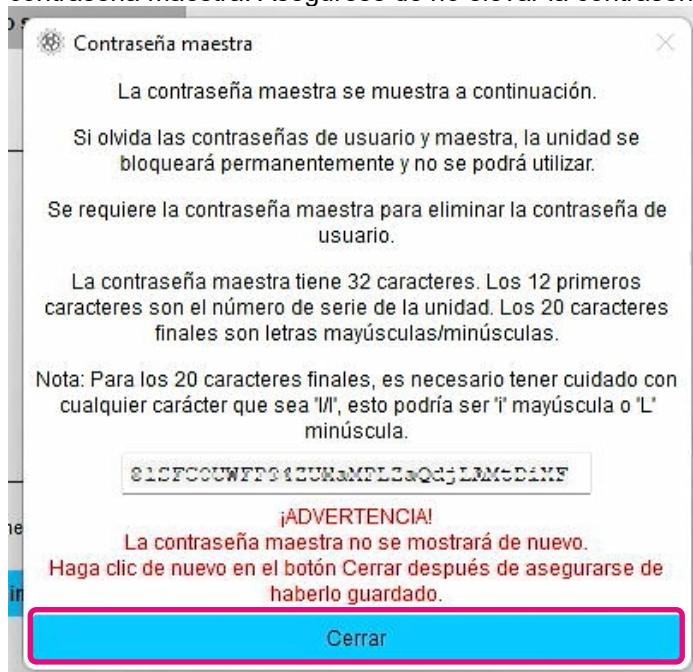 Contraseña maestra
La contraseña maestra se muestra a continuación.
Si olvida las contraseñas de usuario y maestra, la unidad se
bloqueará permanentemente y no se podrá utilizar.
Se requiere la contraseña maestra para eliminar la contraseña de
usuario.
La contraseña maestra tiene 32 caracteres. Los 12 primeros
caracteres son el número de serie de la unidad. Los 20 caracteres
finales son letras mayúsculas/minúsculas.
Nota: Para los 20 caracteres finales, es necesario tener cuidado con
cualquier carácter que sea 'I/l', esto podría ser 'i' mayúscula o 'L'
minúscula.
¡ADVERTENCIA!
La contraseña maestra no se mostrará de nuevo.
Haga clic de nuevo en el botón Cerrar después de asegurarse de
haberlo guardado.
Cerrar